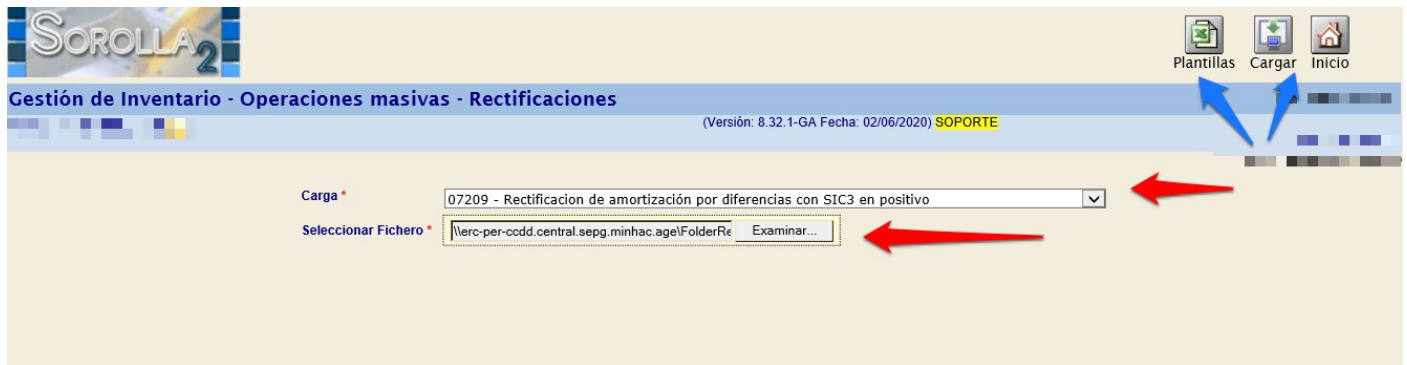 SOROLLA2
Plantillas Cargar Inicio
Gestión de Inventario - Operaciones masivas - Rectificaciones
(Versión: 8.32.1-GA Fecha: 02/06/2020) SOPORTE
Carga *
07209 - Rectificacion de amortización por diferencias con SIC3 en positivo
Seleccionar Fichero *
\\erc-per-ccdd.central.sepg.minhac.age\FolderRe Examinar...